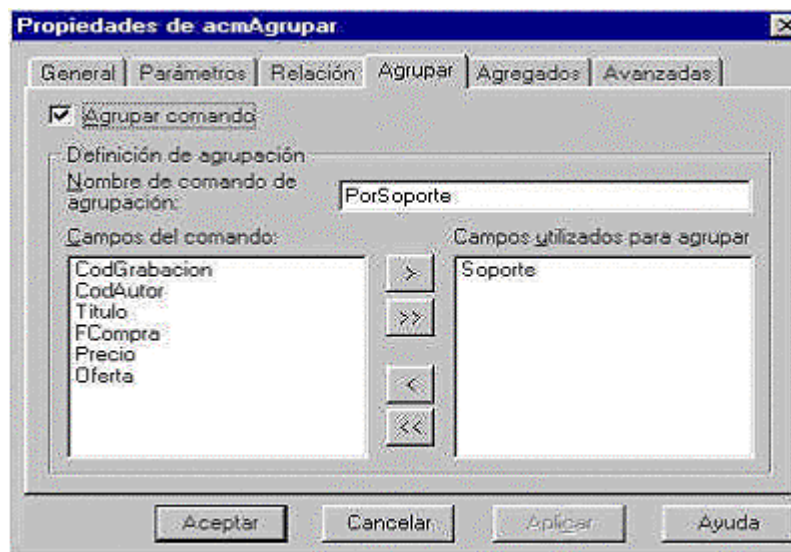 Propiedades de acmAgrupar
General Parámetros Relación Agrupar Agregados Avanzadas
Agrupar comando
Definición de agrupación
Nombre de comando de
agrupación:
PorSoporte
Campos del comando:
Campos utilizados para agrupar
CodGrabacion
CodAutor
Titulo
FCompra
Precio
Oferta
Soporte
>
>>
<
<<
Aceptar Cancelar Aplicar Ayuda